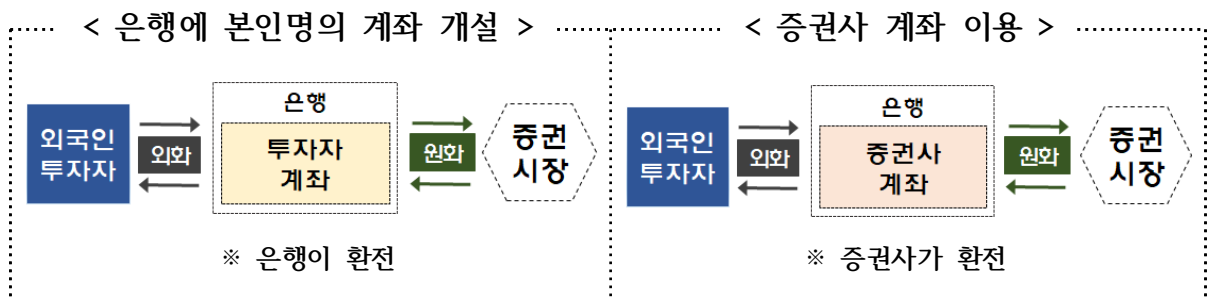 < 은행에 본인명의 계좌 개설 >
외국인
투자자
외화
은행
투자자
계좌
원화
증권
시장
※ 은행이 환전
< 증권사 계좌 이용 >
외국인
투자자
외화
은행
증권사
계좌
원화
증권
시장
※ 증권사가 환전